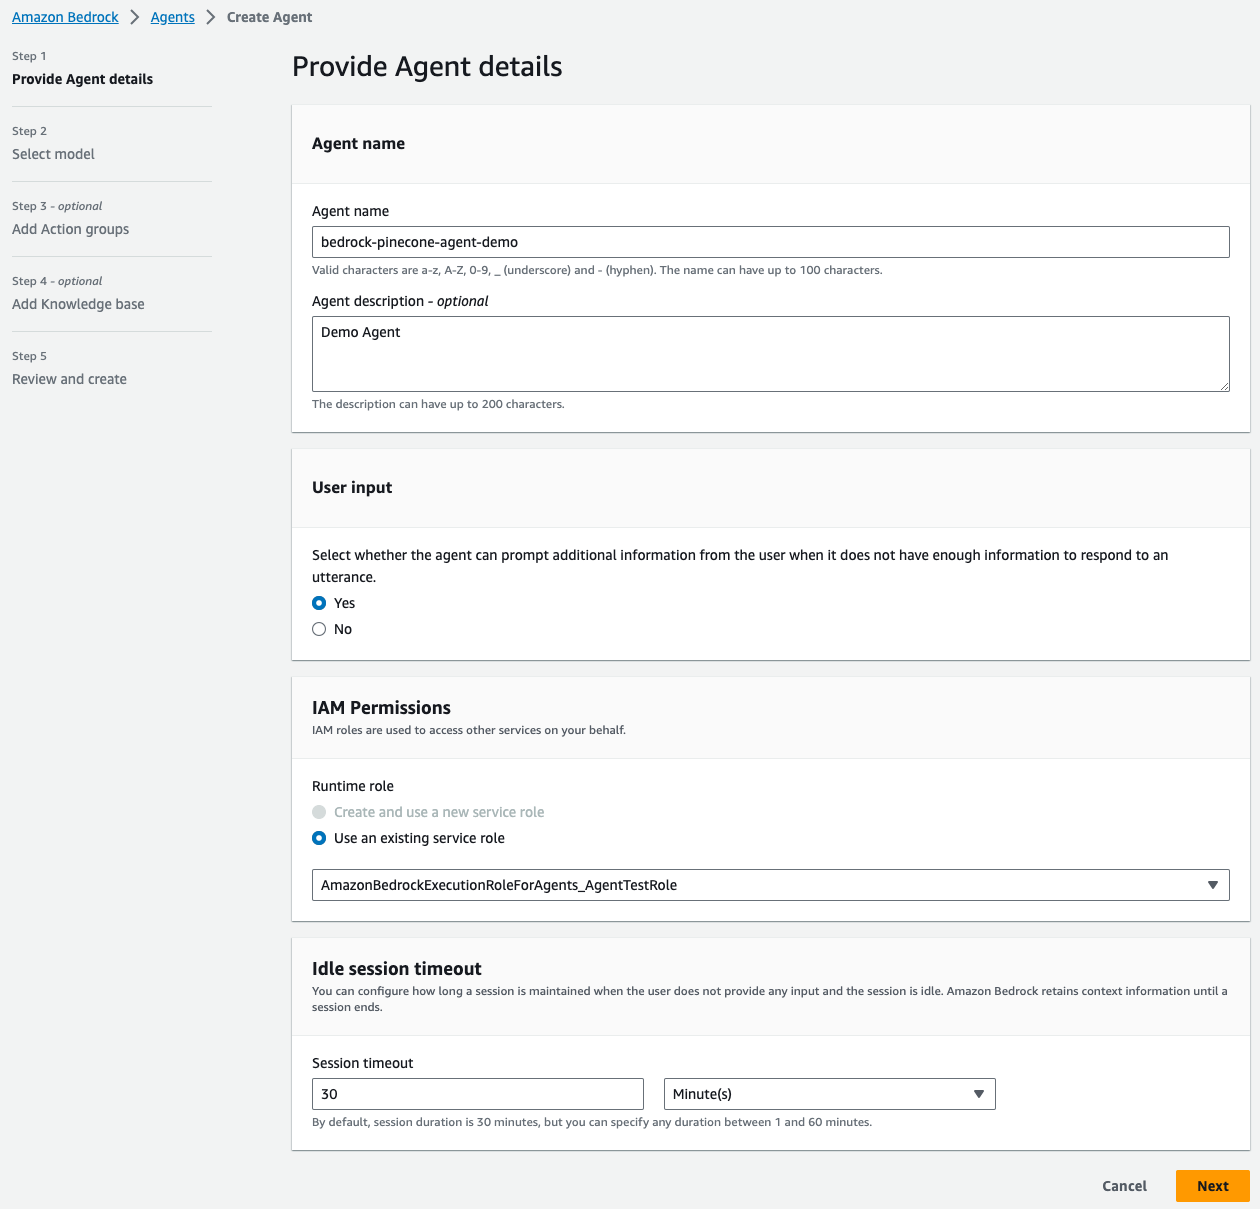 Amazon Bedrock > Agents > Create Agent
Step 1
Provide Agent details
Step 2
Select model
Step 3 - optional
Add Action groups
Step 4 - optional
Add Knowledge base
Step 5
Review and create
Provide Agent details
Agent name
Agent name
bedrock-pinecone-agent-demo
Valid characters are a-z, A-Z, 0-9, _ (underscore) and - (hyphen). The name can have up to 100 characters.
Agent description - optional
Demo Agent
The description can have up to 200 characters.
User input
Select whether the agent can prompt additional information from the user when it does not have enough information to respond to an
utterance.
Yes
No
IAM Permissions
IAM roles are used to access other services on your behalf.
Runtime role
Create and use a new service role
Use an existing service role
AmazonBedrockExecutionRoleForAgents_AgentTestRole
Idle session timeout
You can configure how long a session is maintained when the user does not provide any input and the session is idle. Amazon Bedrock retains context information until a
session ends.
Session timeout
30 Minute(s)
By default, session duration is 30 minutes, but you can specify any duration between 1 and 60 minutes.
Cancel Next